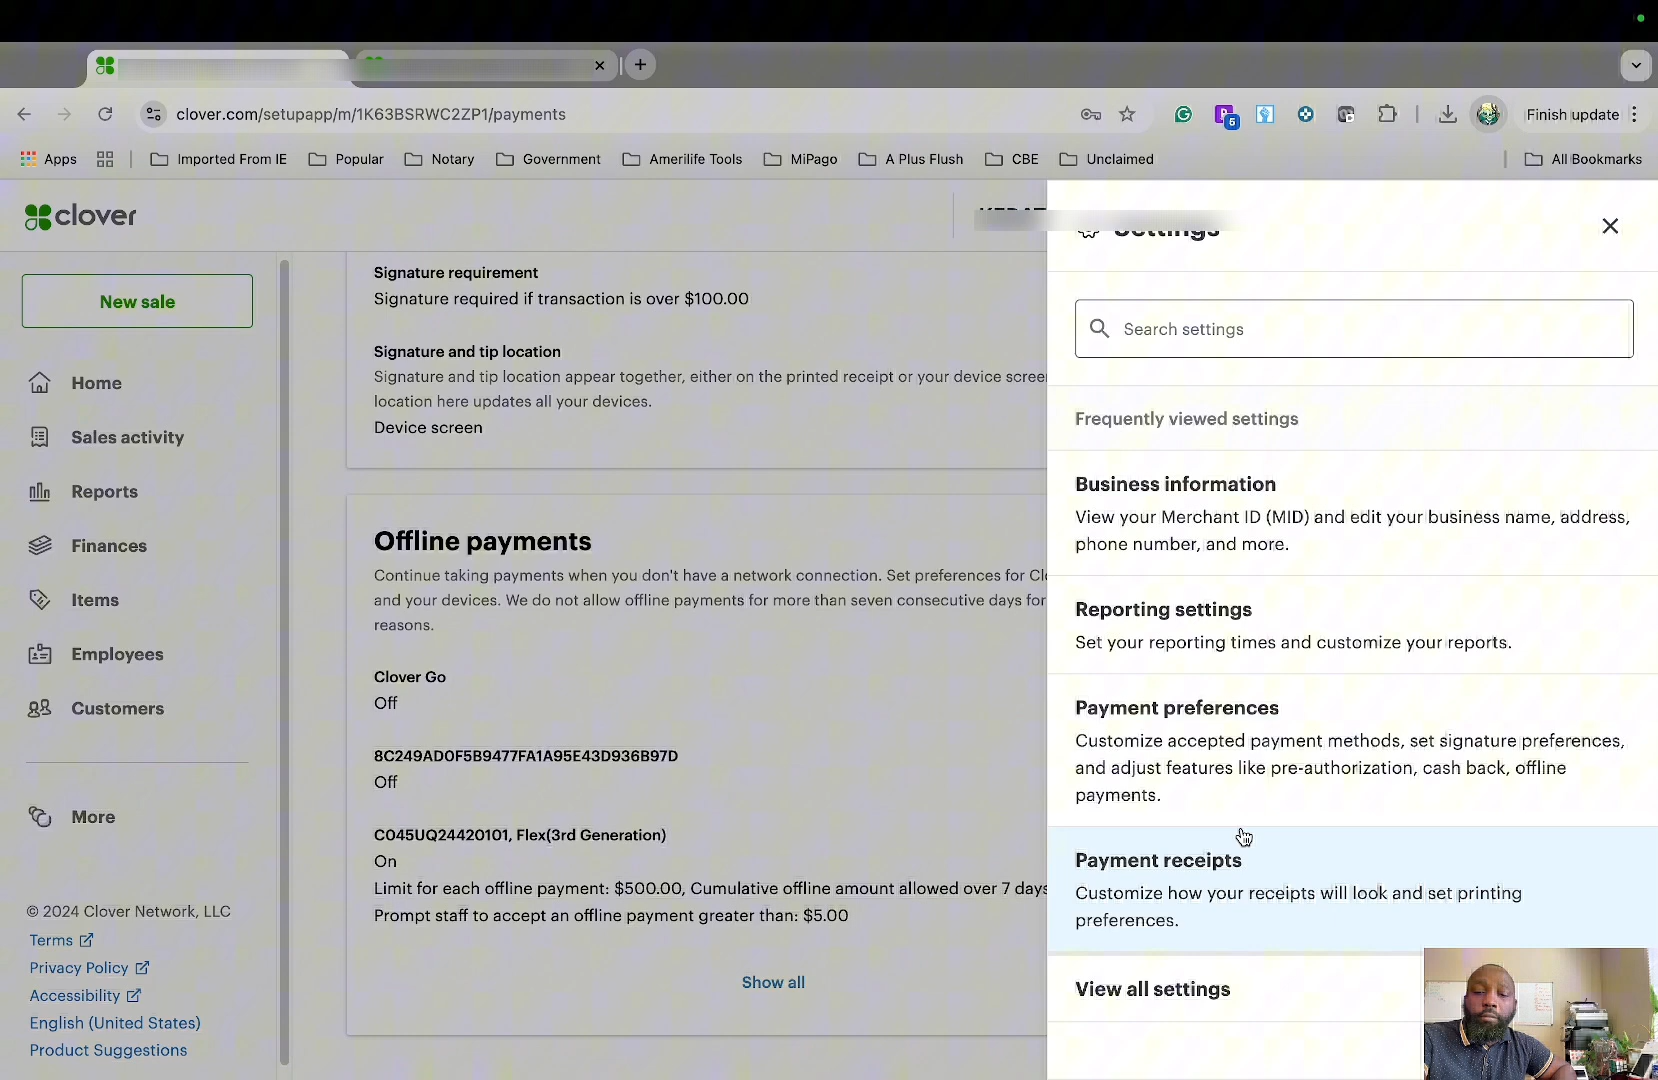 clover.com/setupapp/m/1K63BSRWC2ZP1/payments
6
Finish update
Apps
Imported From IE
Popular
Notary
Government
Amerilife Tools
MiPago
A Plus Flush
CBE
Unclaimed
All Bookmarks
clover
New sale
Home
Sales activity
Reports
Finances
Items
Employees
Customers
More
© 2024 Clover Network, LLC
Terms
Privacy Policy
Accessibility
English (United States)
Product Suggestions
Signature requirement
Signature required if transaction is over $100.00
Signature and tip location
Signature and tip location appear together, either on the printed receipt or your device screen
location here updates all your devices.
Device screen
Offline payments
Continue taking payments when you don't have a network connection. Set preferences for
and your devices. We do not allow offline payments for more than seven consecutive days for
reasons.
Clover Go
Off
8C249AD0F5B9477FA1A95E43D936B97D
Off
C045UQ24420101, Flex(3rd Generation)
On
Limit for each offline payment: $500.00, Cumulative offline amount allowed over 7 days
Prompt staff to accept an offline payment greater than: $5.00
Show all
Settings
Search settings
Frequently viewed settings
Business information
View your Merchant ID (MID) and edit your business name, address,
phone number, and more.
Reporting settings
Set your reporting times and customize your reports.
Payment preferences
Customize accepted payment methods, set signature preferences,
and adjust features like pre-authorization, cash back, offline
payments.
Payment receipts
Customize how your receipts will look and set printing
preferences.
View all settings